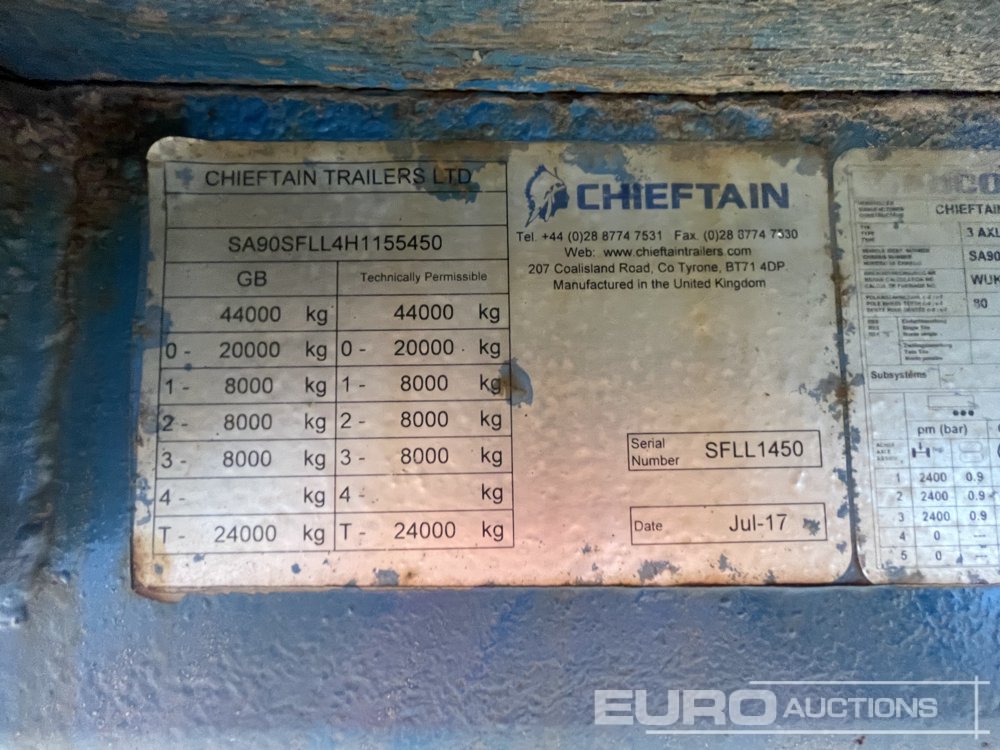 CHIEFTAIN TRAILERS LTD
SA90SFLL4H1155450
GB Technically Permissible
44000 kg 44000 kg
0 - 20000 kg 0 - 20000 kg
1 - 8000 kg 1 - 8000 kg
2 - 8000 kg 2 - 8000 kg
3 - 8000 kg 3 - 8000 kg
4 - kg 4 - kg
T - 24000 kg T - 24000 kg
CHIEFTAIN
Tel. +44 (0)28 8774 7531 Fax. (0)28 8774 7330
Web: www.chieftaintrailers.com
207 Coalisland Road, Co Tyrone, BT71 4DP.
Manufactured in the United Kingdom
Serial
Number SFLL1450
Date Jul-17
CHIEFTAIN
TYPE 3 AXL
SA90
WUK
80
Subsystems
pm (bar)
1 2400 0.9
2 2400 0.9
3 2400 0.9
4 0 ---
5 0 ---
EURO AUCTIONS